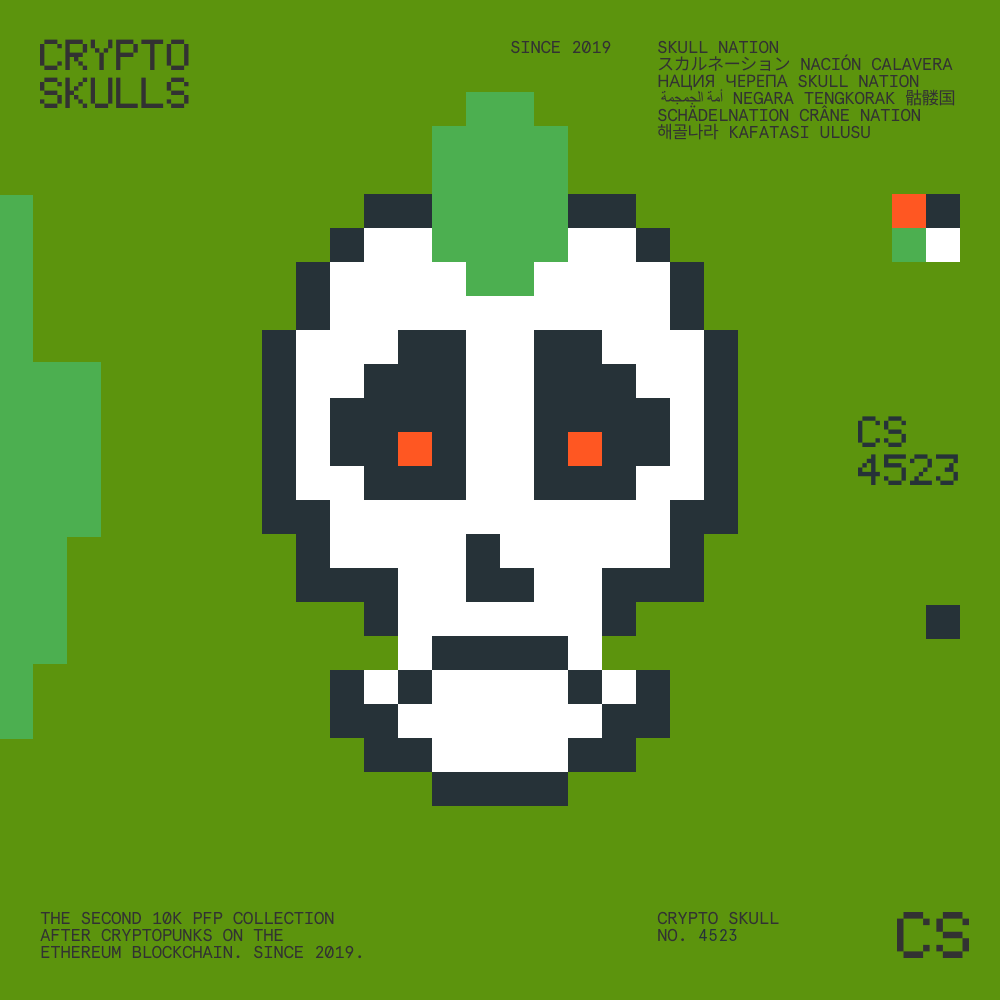 CRYPTO
SKULLS
SINCE 2019
SKULL NATION
スカルネーション NACIÓN CALAVERA
НАЦИЯ ЧЕРЕПА SKULL NATION
أمة الجمجمة NEGARA TENGKORAK 骷髅国
SCHÄDELNATION CRÂNE NATION
해골나라 KAFATASI ULUSU
CS
4523
THE SECOND 10K PFP COLLECTION
AFTER CRYPTOPUNKS ON THE
ETHEREUM BLOCKCHAIN. SINCE 2019.
CRYPTO SKULL
NO. 4523
CS